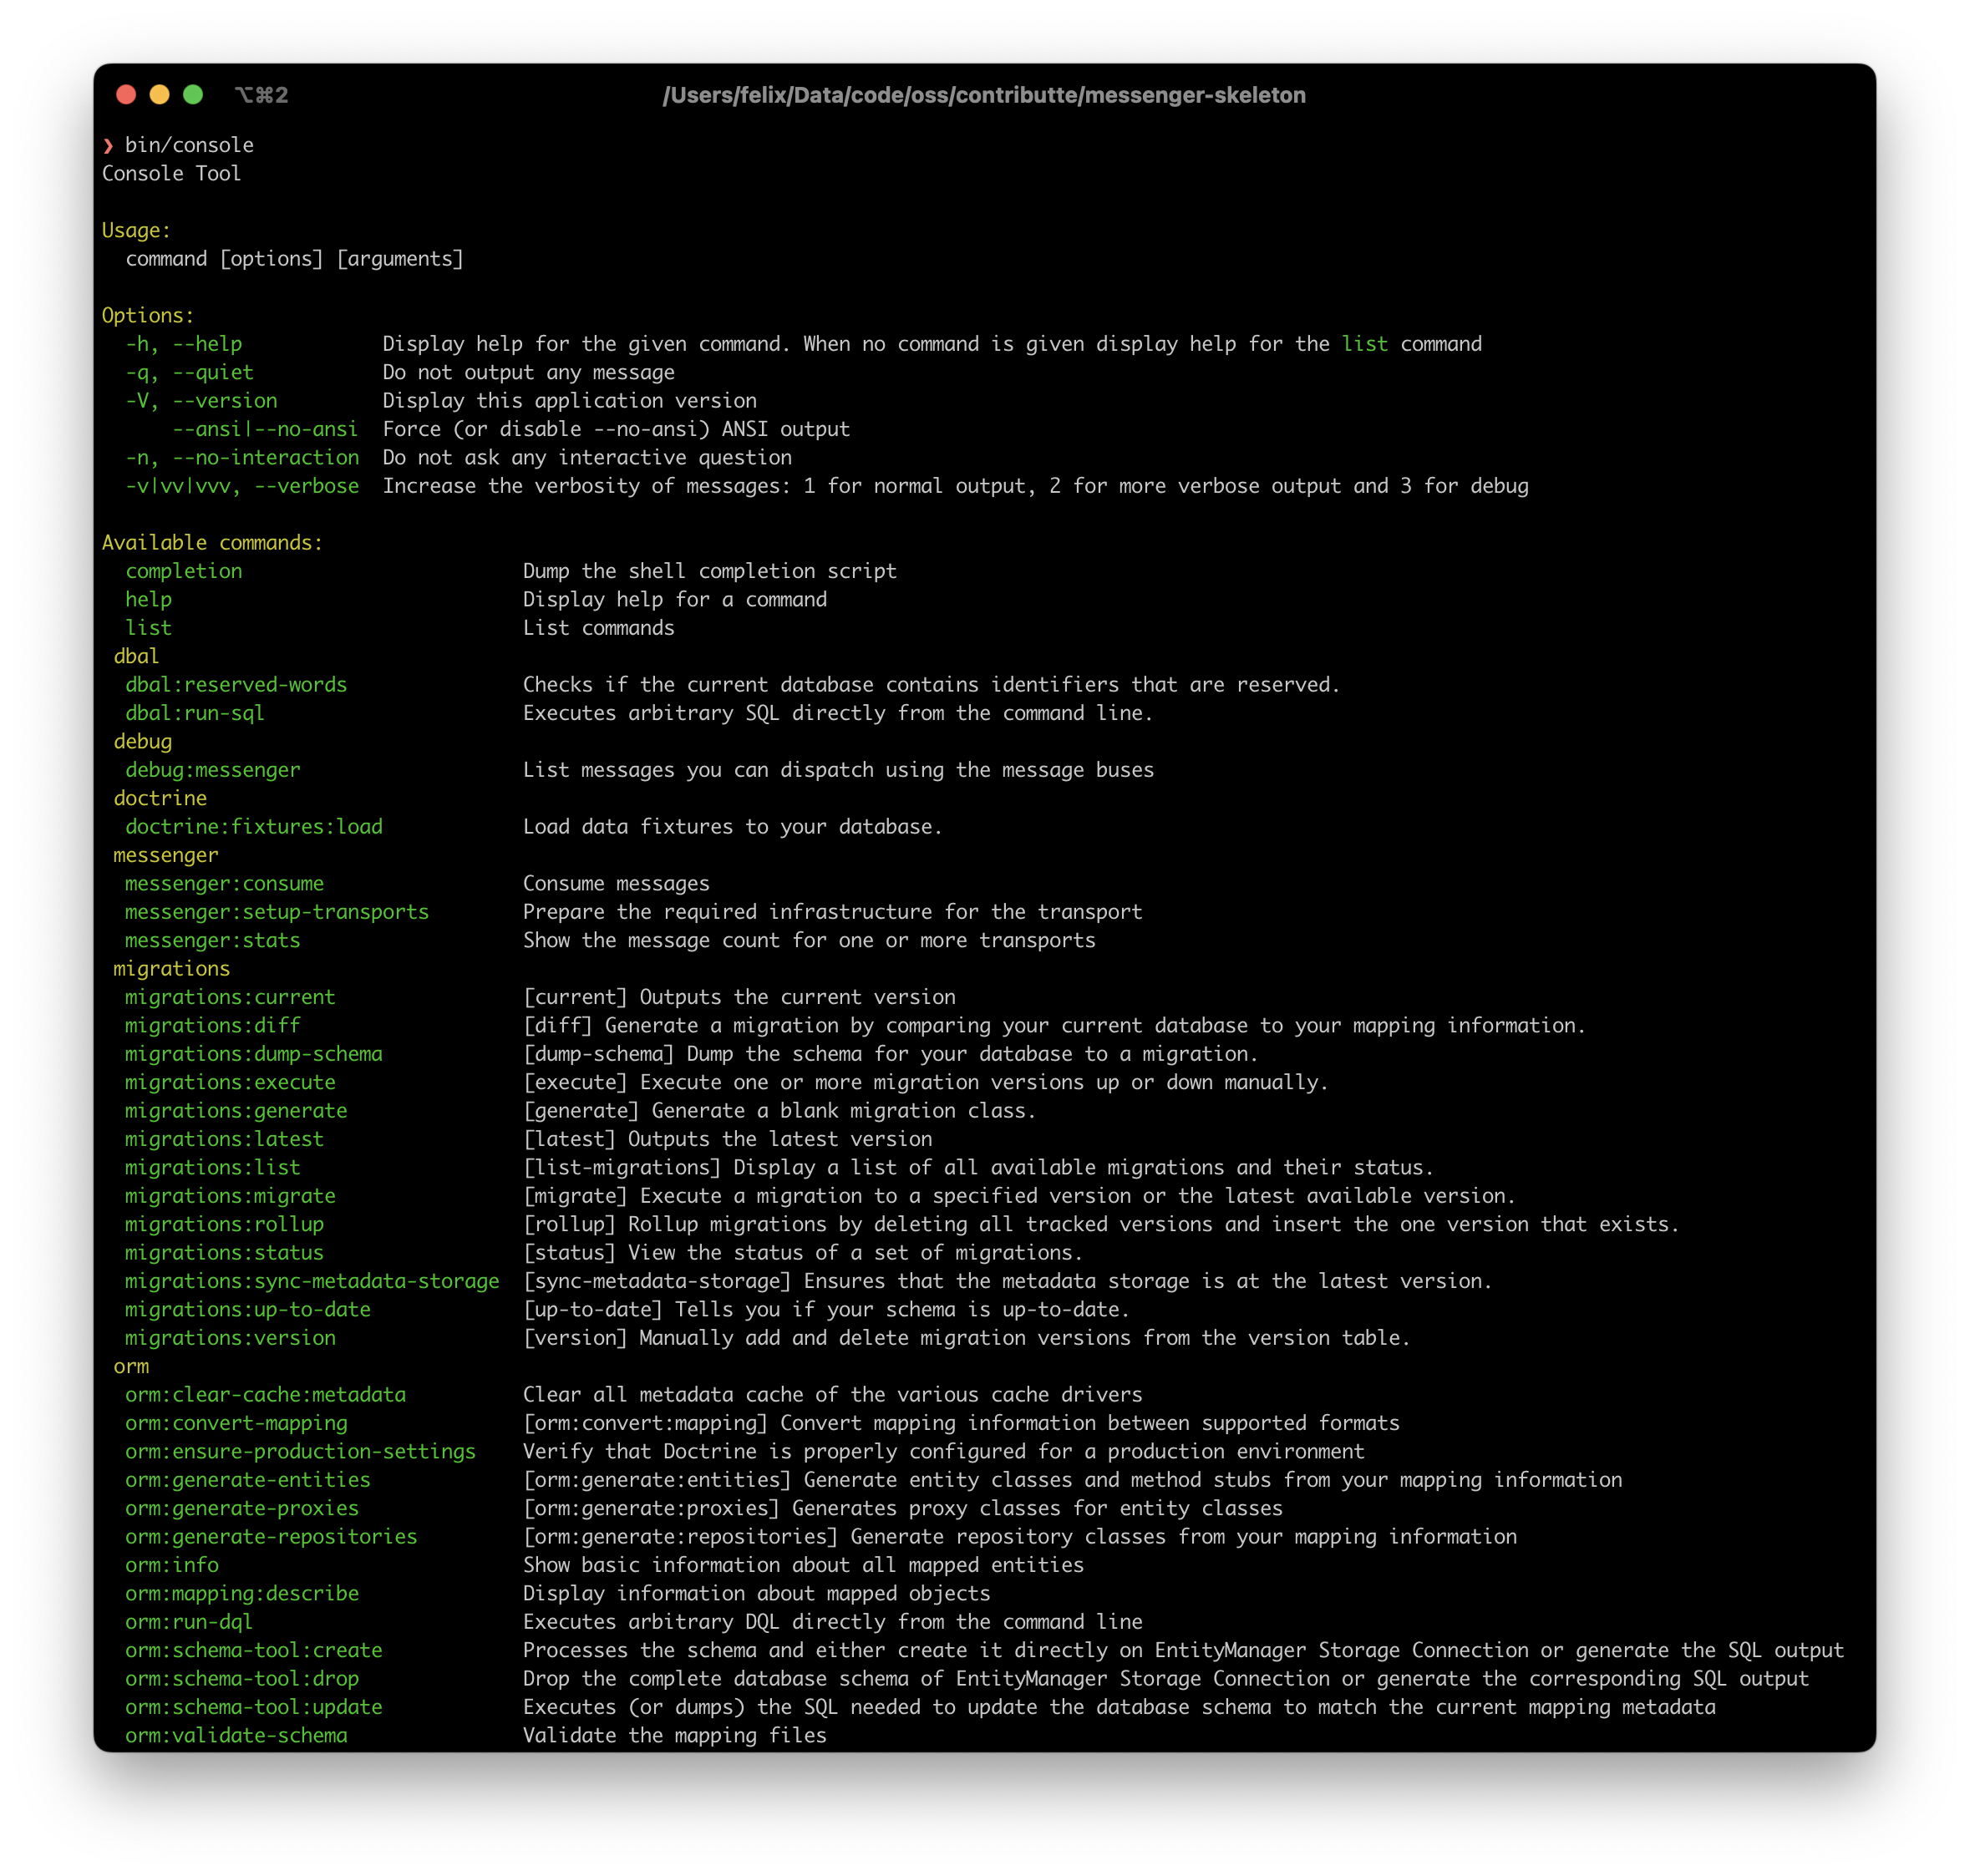 ⌥⌘2 /Users/felix/Data/code/oss/contributte/messenger-skeleton
❯ bin/console
Console Tool

Usage:
  command [options] [arguments]

Options:
  -h, --help            Display help for the given command. When no command is given display help for the list command
  -q, --quiet           Do not output any message
  -V, --version         Display this application version
      --ansi|--no-ansi  Force (or disable --no-ansi) ANSI output
  -n, --no-interaction  Do not ask any interactive question
  -v|vv|vvv, --verbose  Increase the verbosity of messages: 1 for normal output, 2 for more verbose output and 3 for debug

Available commands:
  completion                        Dump the shell completion script
  help                              Display help for a command
  list                              List commands
 dbal
  dbal:reserved-words               Checks if the current database contains identifiers that are reserved.
  dbal:run-sql                      Executes arbitrary SQL directly from the command line.
 debug
  debug:messenger                   List messages you can dispatch using the message buses
 doctrine
  doctrine:fixtures:load            Load data fixtures to your database.
 messenger
  messenger:consume                 Consume messages
  messenger:setup-transports        Prepare the required infrastructure for the transport
  messenger:stats                   Show the message count for one or more transports
 migrations
  migrations:current                [current] Outputs the current version
  migrations:diff                   [diff] Generate a migration by comparing your current database to your mapping information.
  migrations:dump-schema            [dump-schema] Dump the schema for your database to a migration.
  migrations:execute                [execute] Execute one or more migration versions up or down manually.
  migrations:generate               [generate] Generate a blank migration class.
  migrations:latest                 [latest] Outputs the latest version
  migrations:list                   [list-migrations] Display a list of all available migrations and their status.
  migrations:migrate                [migrate] Execute a migration to a specified version or the latest available version.
  migrations:rollup                 [rollup] Rollup migrations by deleting all tracked versions and insert the one version that exists.
  migrations:status                 [status] View the status of a set of migrations.
  migrations:sync-metadata-storage  [sync-metadata-storage] Ensures that the metadata storage is at the latest version.
  migrations:up-to-date             [up-to-date] Tells you if your schema is up-to-date.
  migrations:version                [version] Manually add and delete migration versions from the version table.
 orm
  orm:clear-cache:metadata          Clear all metadata cache of the various cache drivers
  orm:convert-mapping               [orm:convert:mapping] Convert mapping information between supported formats
  orm:ensure-production-settings    Verify that Doctrine is properly configured for a production environment
  orm:generate-entities             [orm:generate:entities] Generate entity classes and method stubs from your mapping information
  orm:generate-proxies              [orm:generate:proxies] Generates proxy classes for entity classes
  orm:generate-repositories         [orm:generate:repositories] Generate repository classes from your mapping information
  orm:info                          Show basic information about all mapped entities
  orm:mapping:describe              Display information about mapped objects
  orm:run-dql                       Executes arbitrary DQL directly from the command line
  orm:schema-tool:create            Processes the schema and either create it directly on EntityManager Storage Connection or generate the SQL output
  orm:schema-tool:drop              Drop the complete database schema of EntityManager Storage Connection or generate the corresponding SQL output
  orm:schema-tool:update            Executes (or dumps) the SQL needed to update the database schema to match the current mapping metadata
  orm:validate-schema               Validate the mapping files